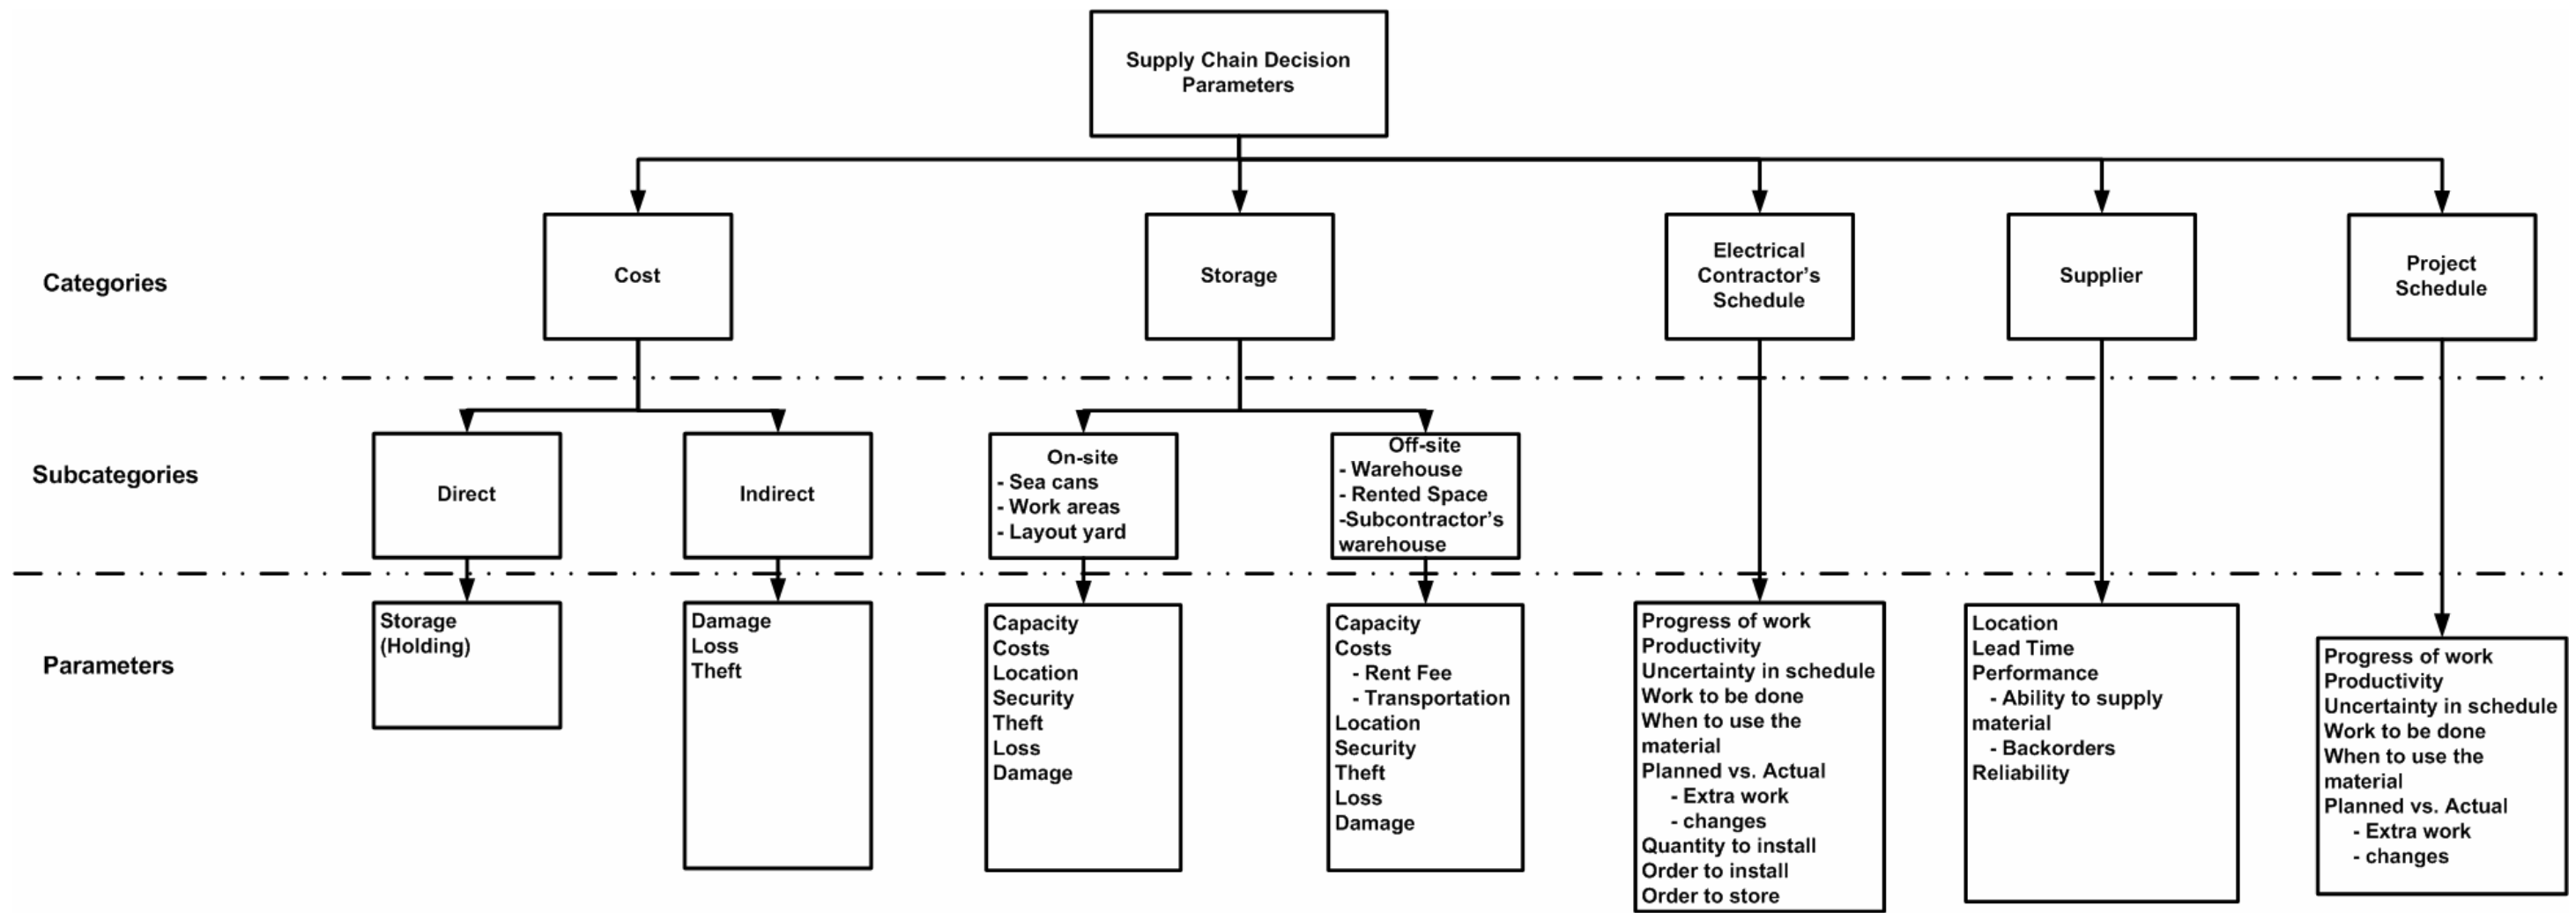 Supply Chain Decision
Parameters
Categories
Cost
Storage
Electrical
Contractor's
Schedule
Supplier
Project
Schedule
Subcategories
Direct
Indirect
On-site
- Sea cans
- Work areas
- Layout yard
Off-site
- Warehouse
- Rented Space
-Subcontractor's
warehouse
Parameters
Storage
(Holding)
Damage
Loss
Theft
Capacity
Costs
Location
Security
Theft
Loss
Damage
Capacity
Costs
- Rent Fee
- Transportation
Location
Security
Theft
Loss
Damage
Progress of work
Productivity
Uncertainty in schedule
Work to be done
When to use the
material
Planned vs. Actual
- Extra work
- changes
Quantity to install
Order to install
Order to store
Location
Lead Time
Performance
- Ability to supply
material
- Backorders
Reliability
Progress of work
Productivity
Uncertainty in schedule
Work to be done
When to use the
material
Planned vs. Actual
- Extra work
- changes